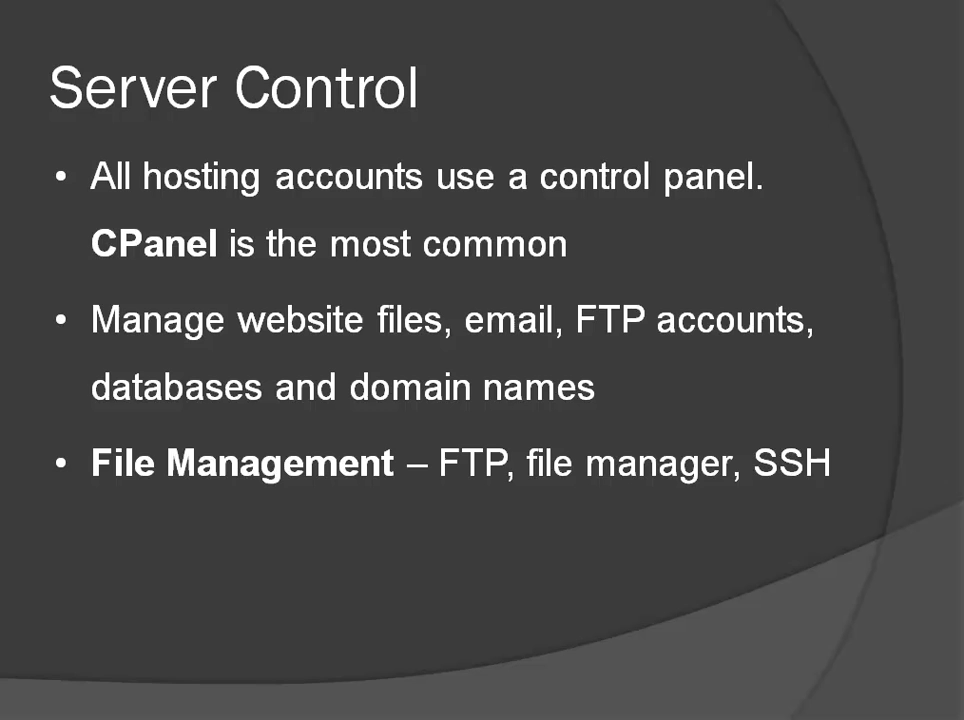 Server Control
• All hosting accounts use a control panel.
CPanel is the most common
• Manage website files, email, FTP accounts,
databases and domain names
• File Management – FTP, file manager, SSH